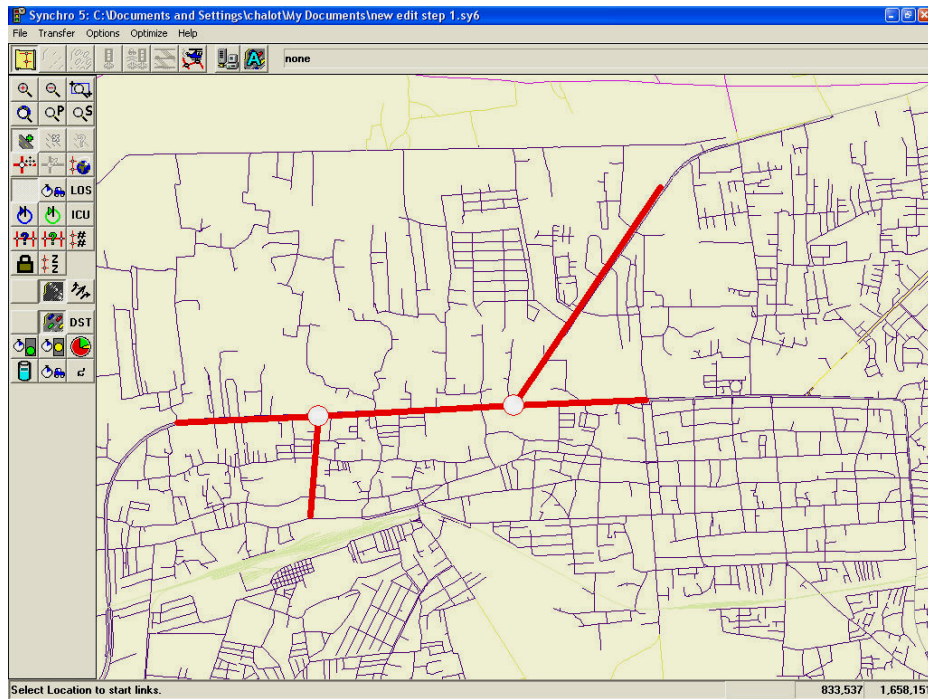 Synchro 5: C:\Documents and Settings\chalot\My Documents\new edit step 1.sy6
File Transfer Options Optimize Help
none
P S
LOS
ICU
? ? #
#
Z
Z
DST
Select Location to start links.
833,537 1,658,151